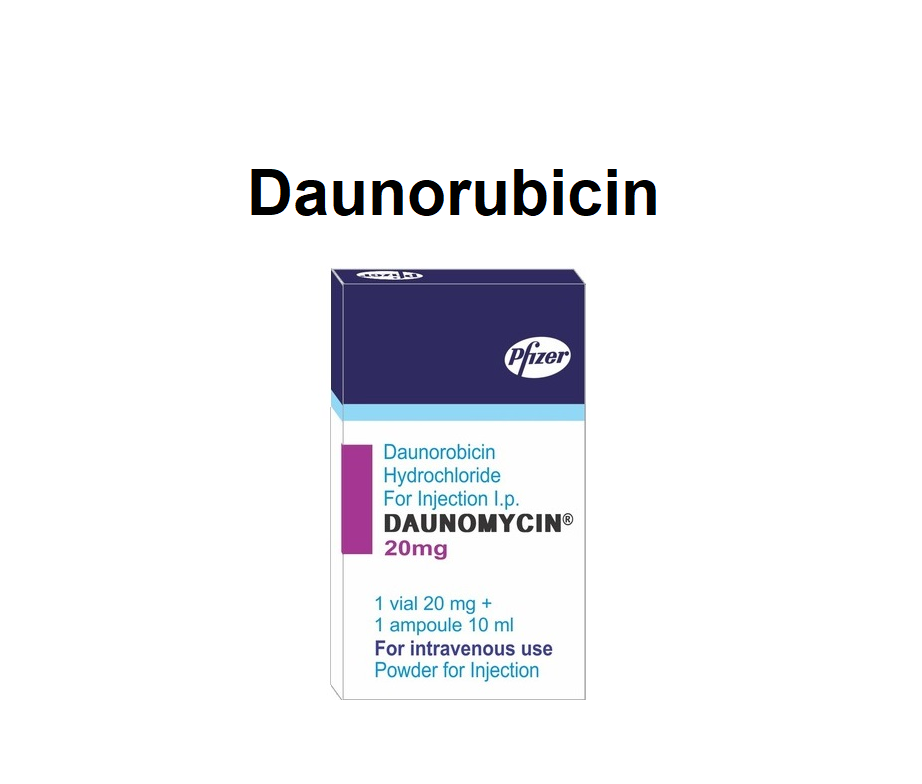 Daunorubicin
Pfizer
Pfizer
Daunorobicin
Hydrochloride
For Injection I.p.
DAUNOMYCIN®
20mg
1 vial 20 mg +
1 ampoule 10 ml
For intravenous use
Powder for Injection